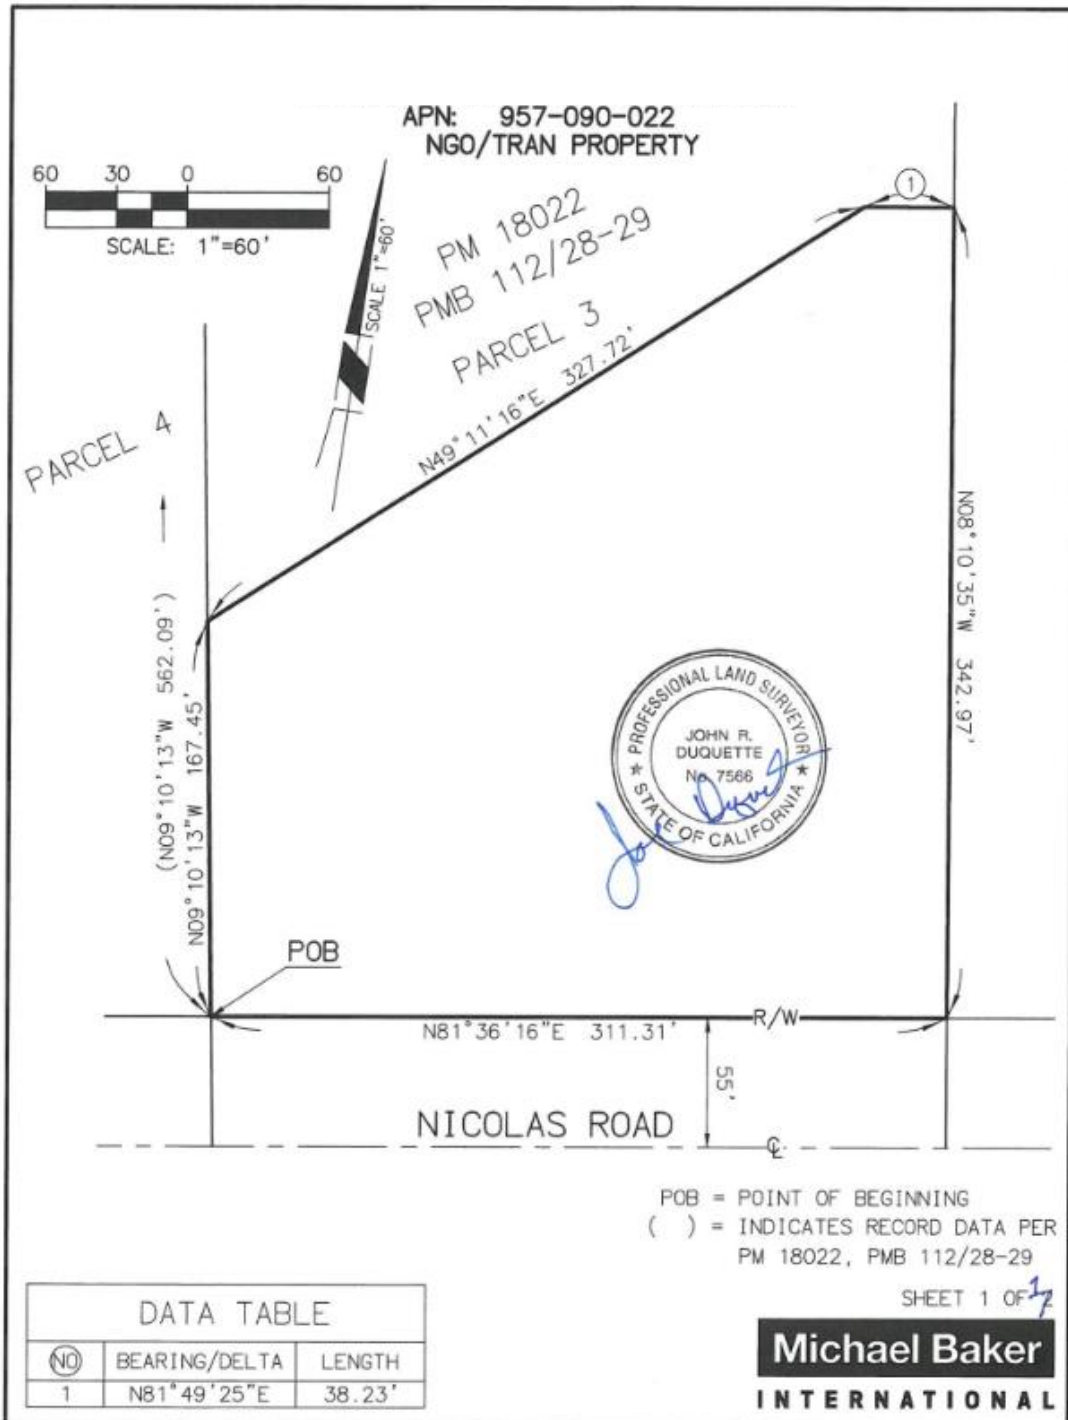 APN: 957-090-022
NGO/TRAN PROPERTY
60 30 0 60
SCALE: 1"=60'
SCALE 1"=60'
PM 18022
PMB 112/28-29
PARCEL 3
1
N49°11'16"E 327.72'
PARCEL 4
(N09°10'13"W 562.09')
N09°10'13"W 167.45'
N08°10'35"W 342.97'
PROFESSIONAL LAND SURVEYOR
JOHN R.
DUQUETTE
No. 7566
STATE OF CALIFORNIA
POB
R/W
N81°36'16"E 311.31'
55'
NICOLAS ROAD
℄
POB = POINT OF BEGINNING
( ) = INDICATES RECORD DATA PER
PM 18022, PMB 112/28-29
SHEET 1 OF 1
DATA TABLE
NO BEARING/DELTA LENGTH
1 N81°49'25"E 38.23'
Michael Baker
INTERNATIONAL